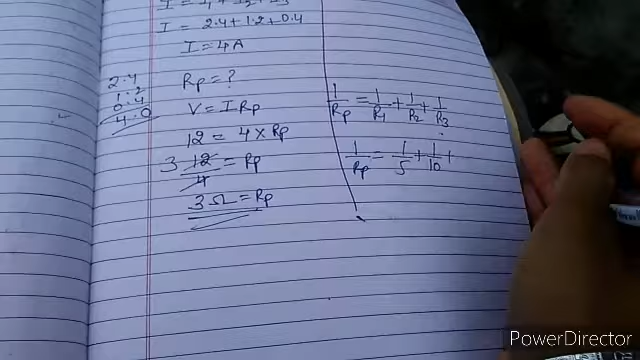 I = 2.4 + 1.2 + 0.4
I = 4A
2.4
1.2
0.4
4.0
Rp = ?
V = I Rp
12 = 4 × Rp
3 12/4 = Rp
3Ω = Rp
1/Rp = 1/R1 + 1/R2 + 1/R3
1/Rp = 1/5 + 1/10 +
PowerDirector